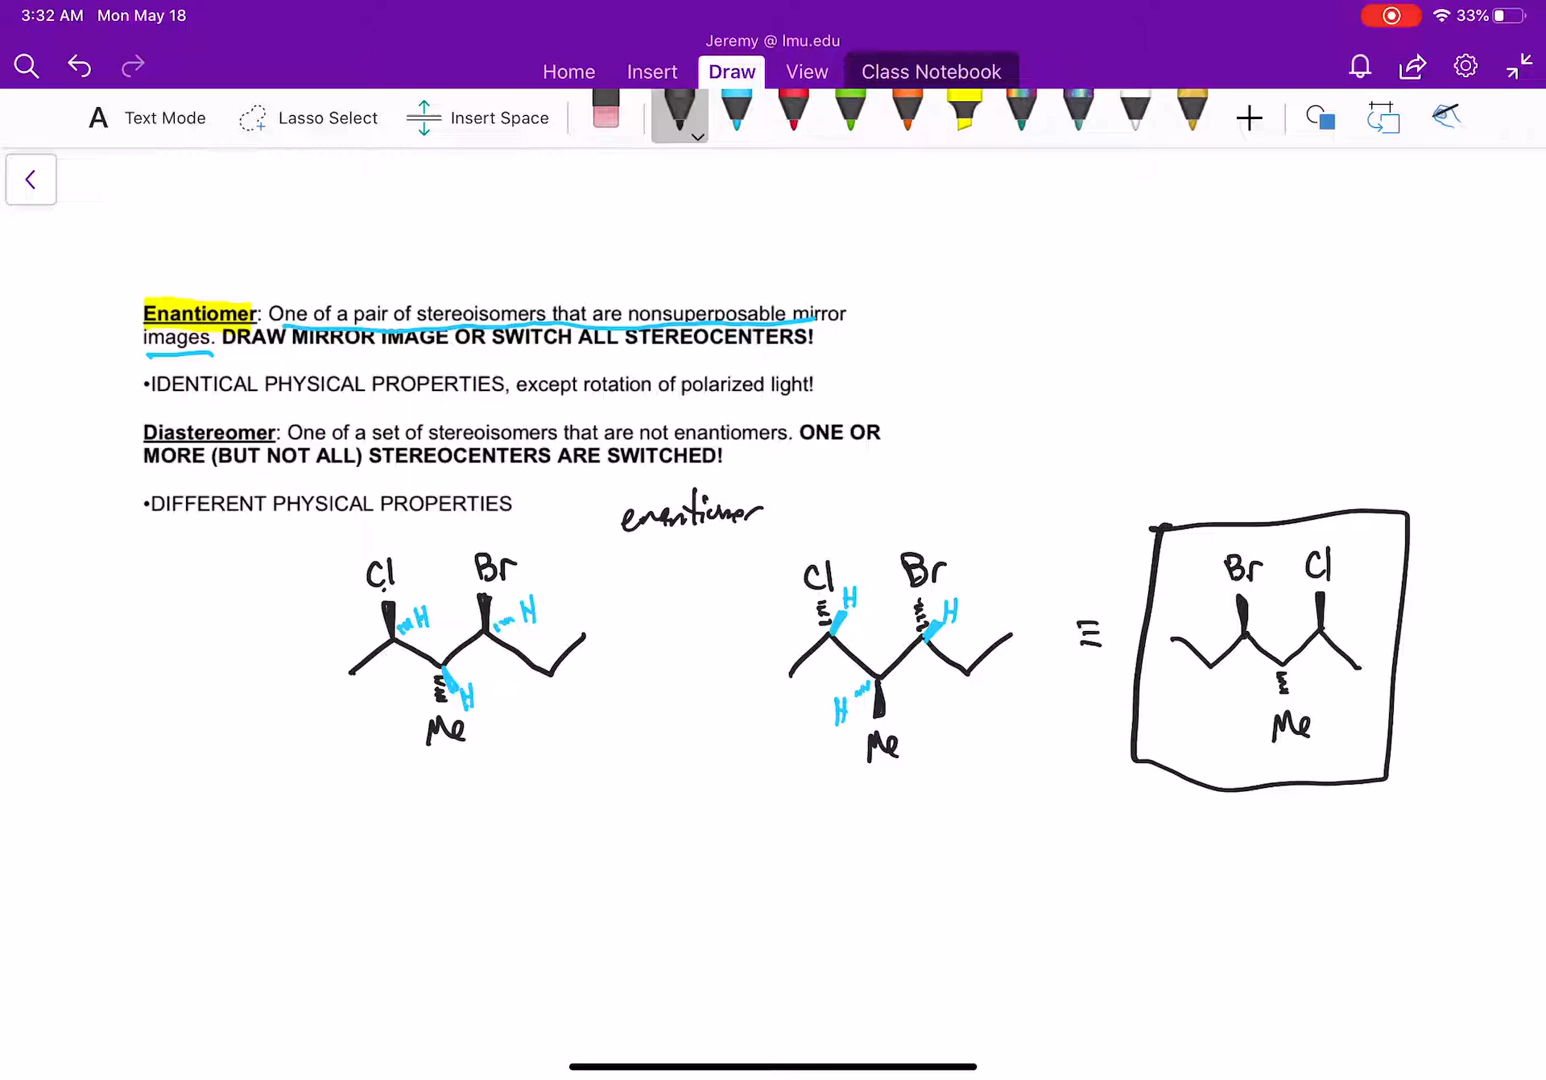 3:32 AM Mon May 18
33%
Jeremy @ lmu.edu
Home Insert Draw View Class Notebook
A Text Mode Lasso Select Insert Space
Enantiomer: One of a pair of stereoisomers that are nonsuperposable mirror
images. DRAW MIRROR IMAGE OR SWITCH ALL STEREOCENTERS!
•IDENTICAL PHYSICAL PROPERTIES, except rotation of polarized light!
Diastereomer: One of a set of stereoisomers that are not enantiomers. ONE OR
MORE (BUT NOT ALL) STEREOCENTERS ARE SWITCHED!
•DIFFERENT PHYSICAL PROPERTIES
enantiomer
Cl Br Cl Br Br Cl
H H H H
≡
H H
Me Me Me